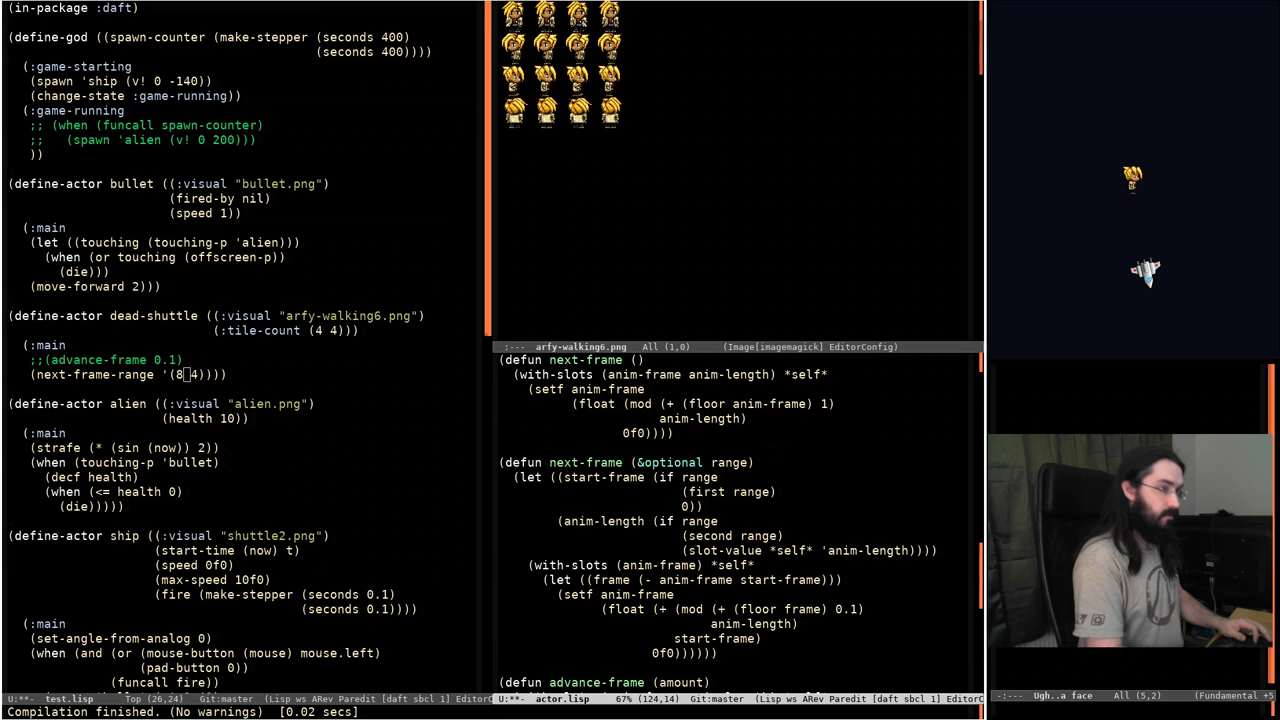 (in-package :daft)
(define-god ((spawn-counter (make-stepper (seconds 400)
(seconds 400))))
(:game-starting
(spawn 'ship (v! 0 -140))
(change-state :game-running))
(:game-running
;; (when (funcall spawn-counter)
;;   (spawn 'alien (v! 0 200)))
))
(define-actor bullet ((:visual "bullet.png")
(fired-by nil)
(speed 1))
(:main
(let ((touching (touching-p 'alien)))
(when (or touching (offscreen-p))
(die)))
(move-forward 2)))
(define-actor dead-shuttle ((:visual "arfy-walking6.png")
(:tile-count (4 4)))
(:main
;;(advance-frame 0.1)
(next-frame-range '(8 4))))
(define-actor alien ((:visual "alien.png")
(health 10))
(:main
(strafe (* (sin (now)) 2))
(when (touching-p 'bullet)
(decf health)
(when (<= health 0)
(die)))))
(define-actor ship ((:visual "shuttle2.png")
(start-time (now) t)
(speed 0f0)
(max-speed 10f0)
(fire (make-stepper (seconds 0.1)
(seconds 0.1))))
(:main
(set-angle-from-analog 0)
(when (and (or (mouse-button (mouse) mouse.left)
(pad-button 0))
(funcall fire))
U:**-  test.lisp      Top (26,24)    Git:master  (Lisp ws ARev Paredit [daft sbcl 1] EditorC
Compilation finished. (No warnings)  [0.02 secs]
:---  arfy-walking6.png   All (1,0)      (Image[imagemagick] EditorConfig)
(defun next-frame ()
(with-slots (anim-frame anim-length) *self*
(setf anim-frame
(float (mod (+ (floor anim-frame) 1)
anim-length)
0f0))))
(defun next-frame (&optional range)
(let ((start-frame (if range
(first range)
0))
(anim-length (if range
(second range)
(slot-value *self* 'anim-length))))
(with-slots (anim-frame) *self*
(let ((frame (- anim-frame start-frame)))
(setf anim-frame
(float (+ (mod (+ (floor frame) 0.1)
anim-length)
start-frame)
0f0))))))
(defun advance-frame (amount)
U:**-  actor.lisp     67% (124,14)   Git:master  (Lisp ws ARev Paredit [daft sbcl 1] EditorC
-:---  Ugh..a face    All (5,2)      (Fundamental +5